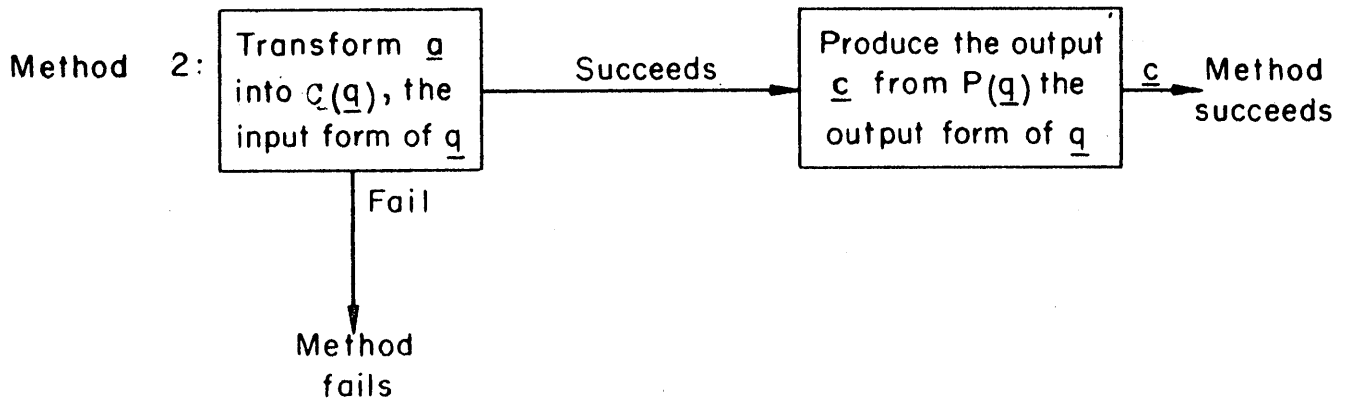 Method 2:
Transform a
into C(q), the
input form of q
Succeeds
Produce the output
c from P(q) the
output form of q
c
Method
succeeds
Fail
Method
fails